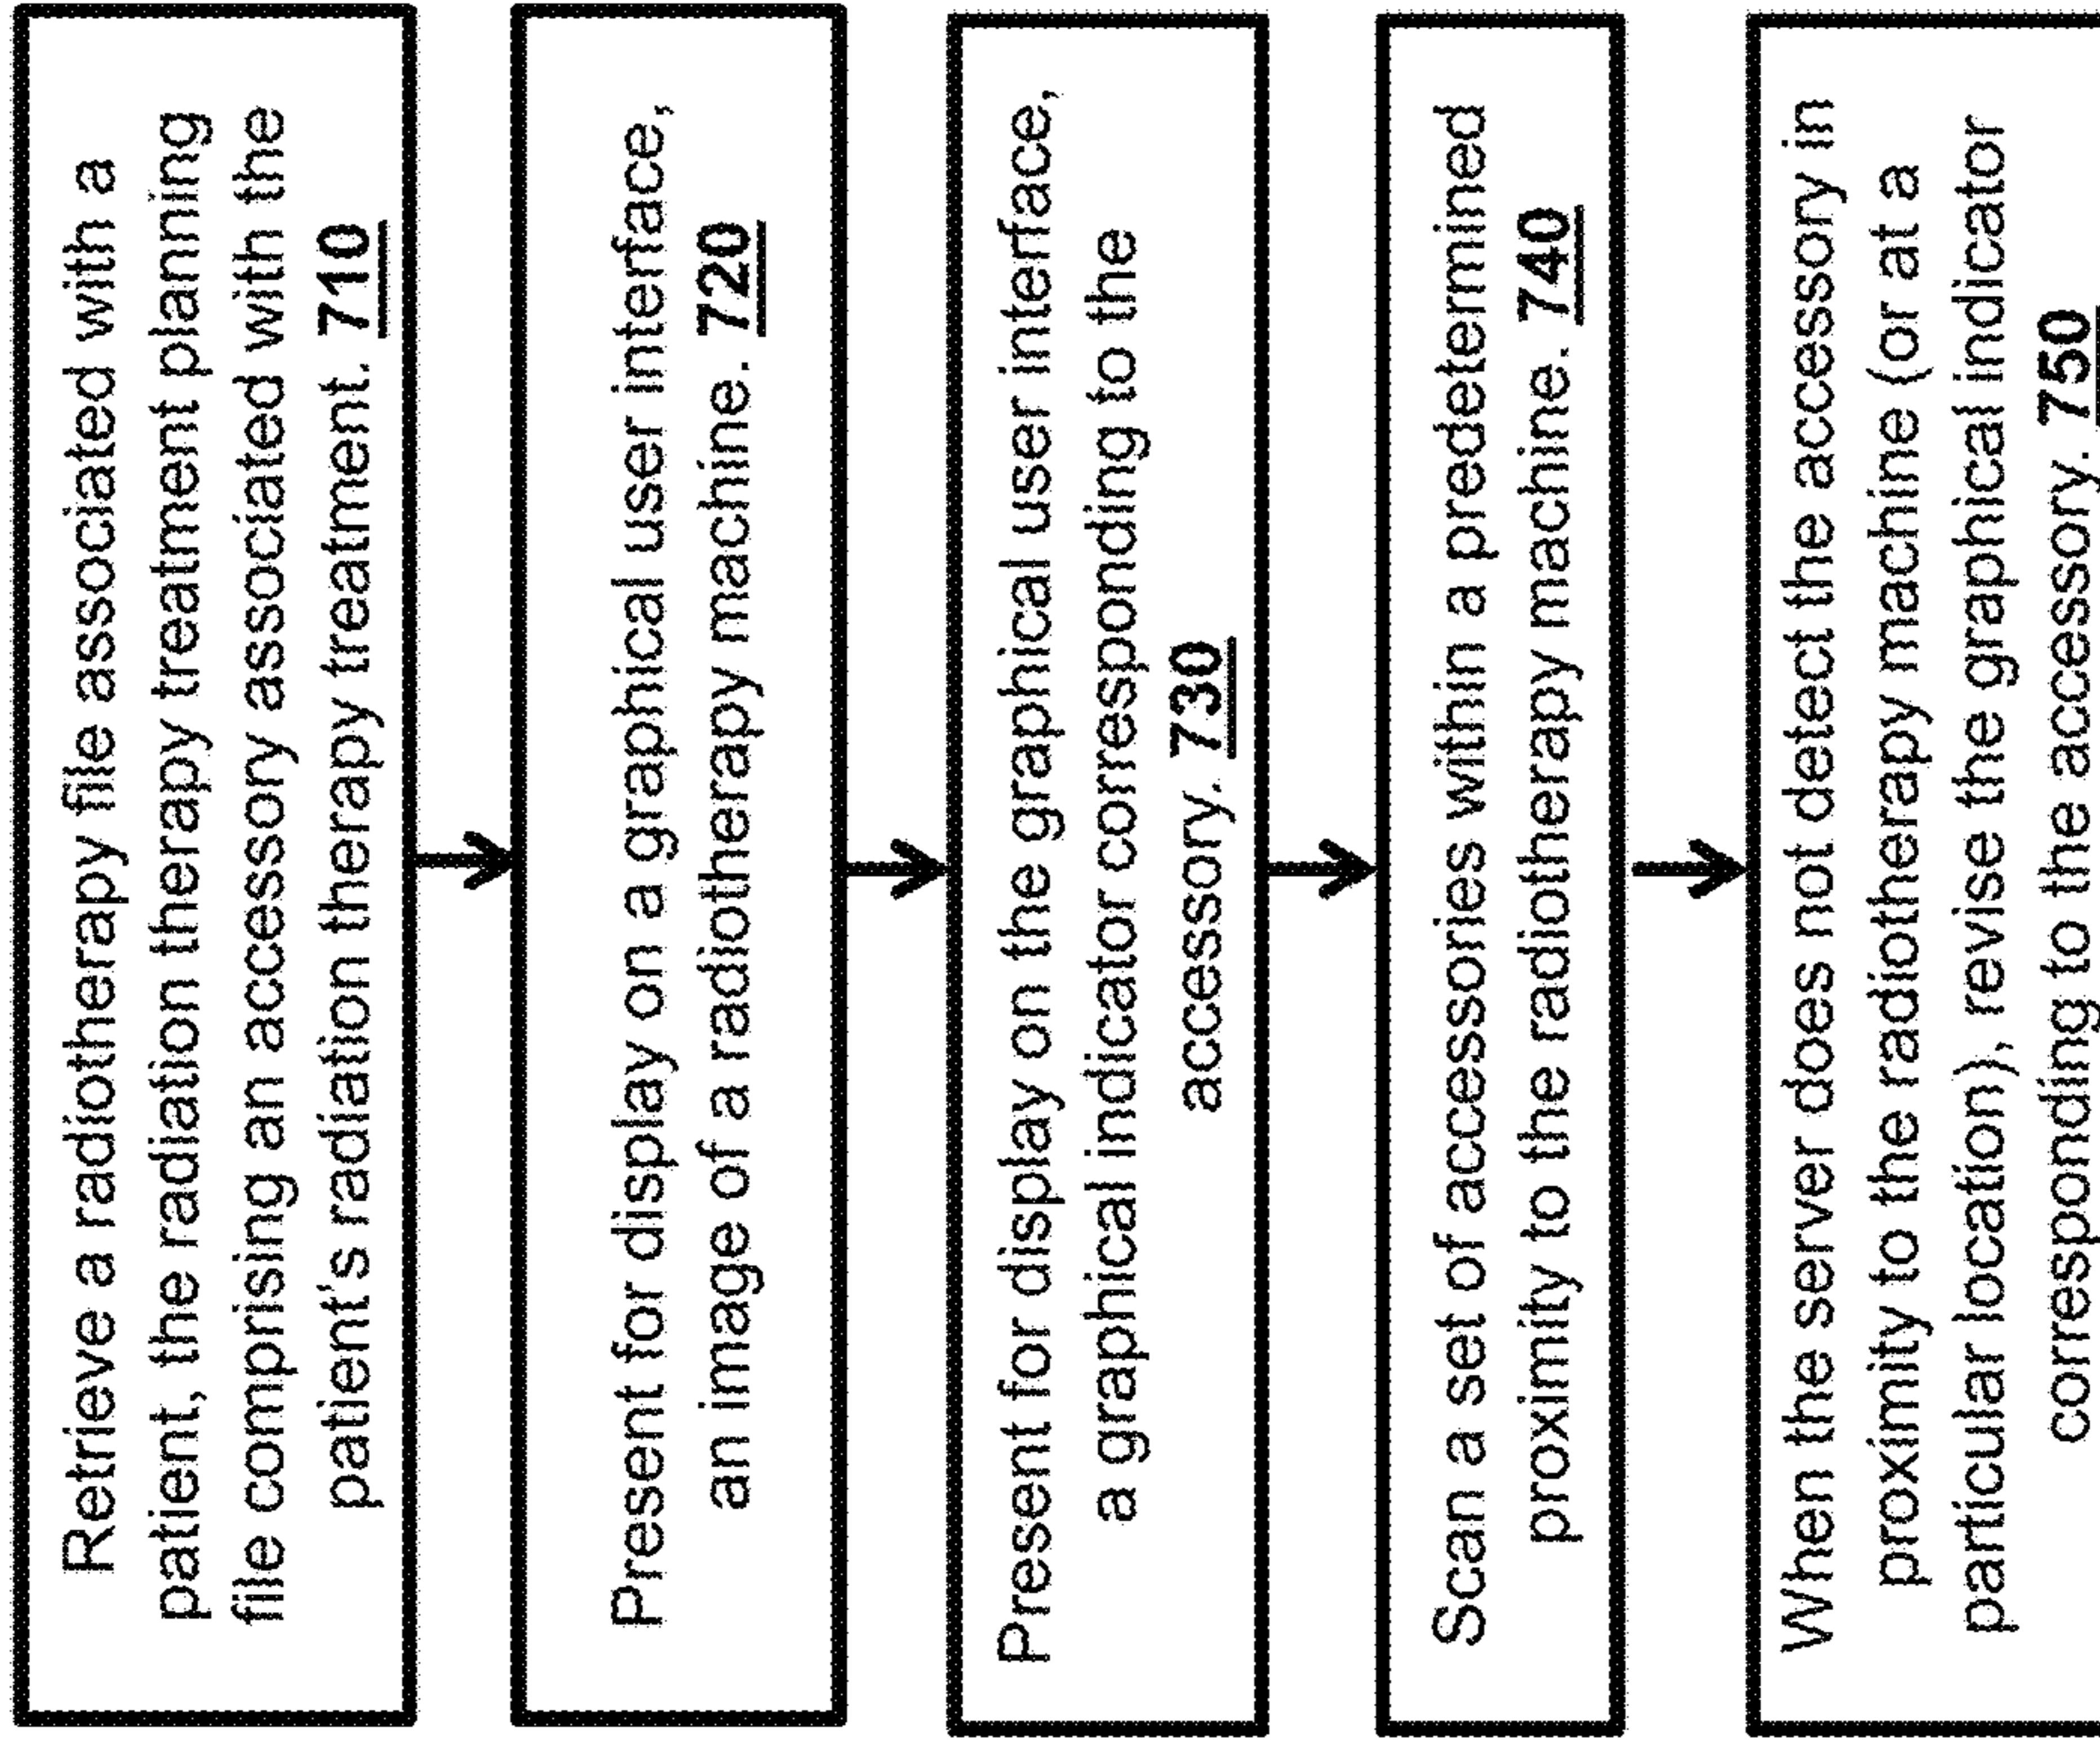 Retrieve a radiotherapy file associated with a
patient, the radiation therapy treatment planning
file comprising an accessory associated with the
patient's radiation therapy treatment. 710
Present for display on a graphical user interface,
an image of a radiotherapy machine. 720
Present for display on the graphical user interface,
a graphical indicator corresponding to the
accessory. 730
Scan a set of accessories within a predetermined
proximity to the radiotherapy machine. 740
When the server does not detect the accessory in
proximity to the radiotherapy machine (or at a
particular location), revise the graphical indicator
corresponding to the accessory. 750